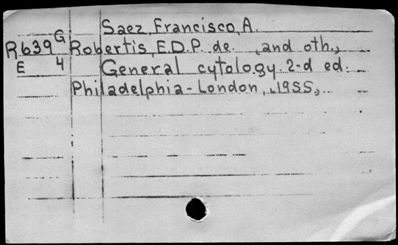 Saez, Francisco, A.
R639 G Robertis, E.D.P. de and oth.,
E 4 General cytology. 2-d ed.
Philadelphia-London, 1955,